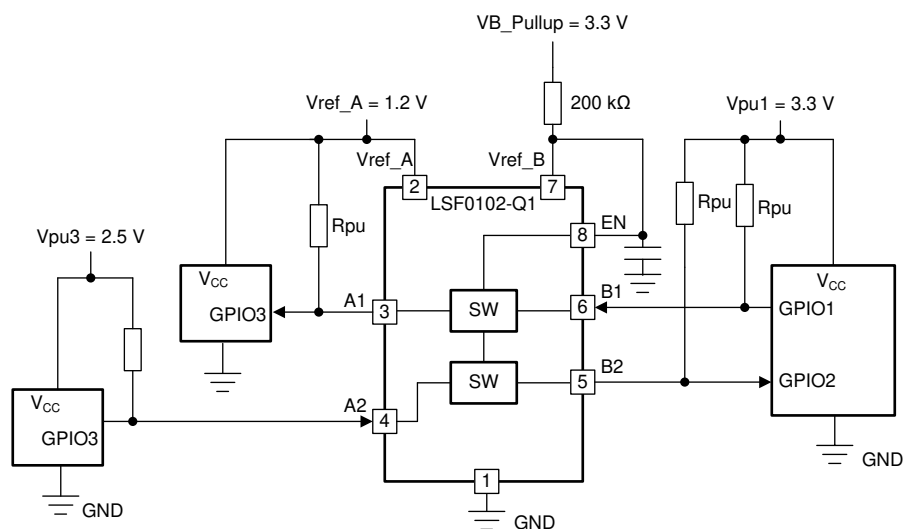 VB_Pullup = 3.3 V
200 kΩ
Vref_A = 1.2 V
Vpu1 = 3.3 V
Vref_A
Vref_B
2
7
LSF0102-Q1
EN
8
Rpu
Rpu
Rpu
Vpu3 = 2.5 V
VCC
GPIO3
A1
3
SW
6
B1
VCC
GPIO1
SW
5
B2
GPIO2
VCC
GPIO3
A2
4
1
GND
GND
GND